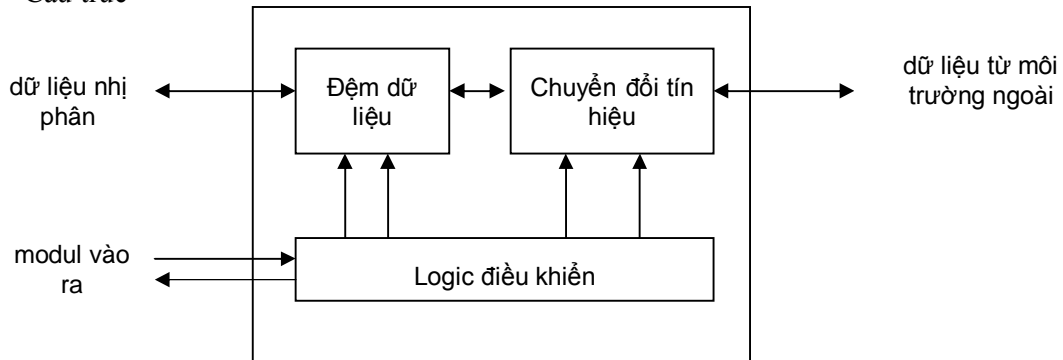 Cấu trúc
dữ liệu nhị
phân
Đệm dữ
liệu
Chuyển đổi tín
hiệu
dữ liệu từ môi
trường ngoài
modul vào
ra
Logic điều khiển